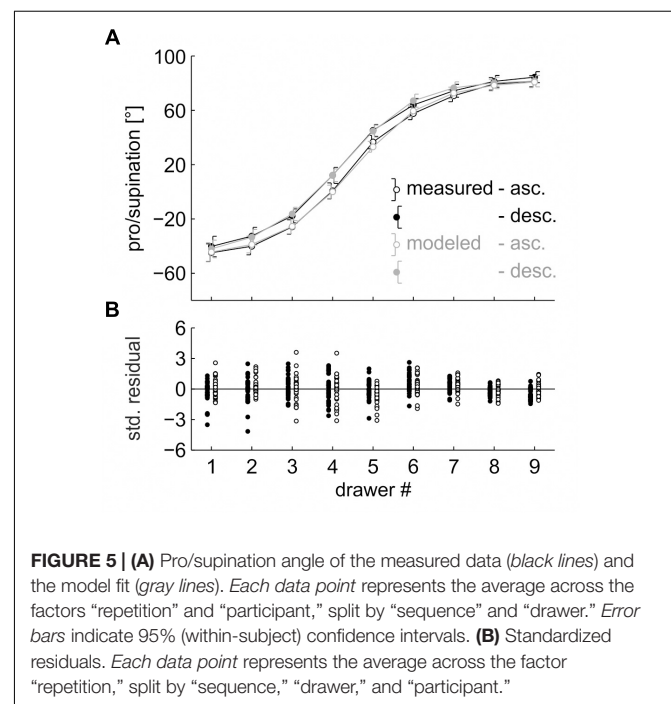 A
100
60
20
−20
−60
pro/supination [°]
measured - asc.
- desc.
modeled - asc.
- desc.
B
6
3
0
−3
−6
std. residual
1 2 3 4 5 6 7 8 9
drawer #
FIGURE 5 | (A) Pro/supination angle of the measured data (black lines) and
the model fit (gray lines). Each data point represents the average across the
factors “repetition” and “participant,” split by “sequence” and “drawer.” Error
bars indicate 95% (within-subject) confidence intervals. (B) Standardized
residuals. Each data point represents the average across the factor
“repetition,” split by “sequence,” “drawer,” and “participant.”